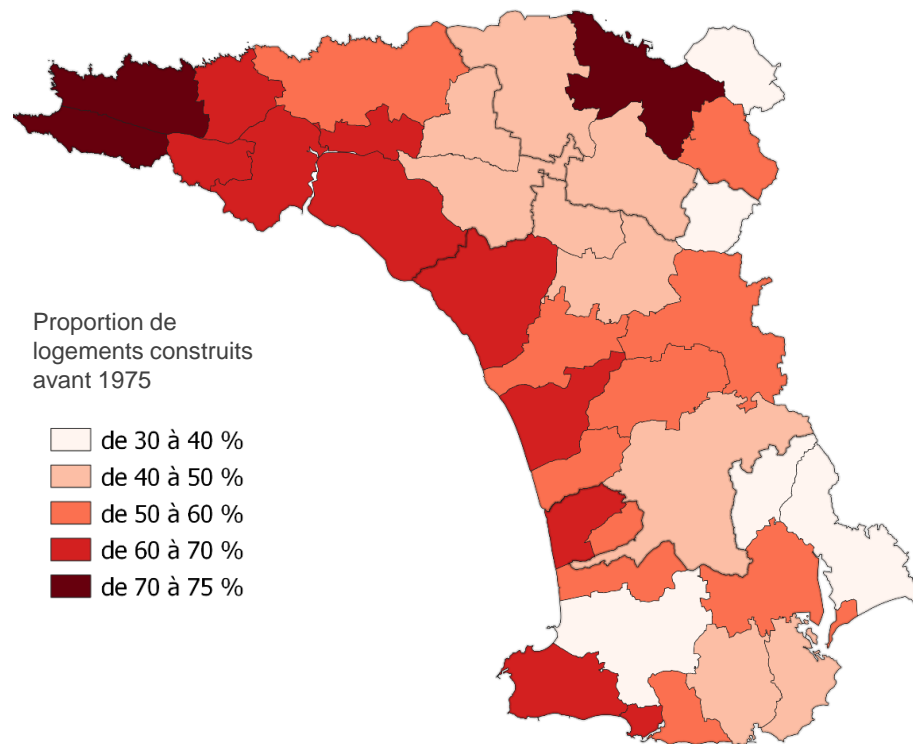 Proportion de
logements construits
avant 1975
de 30 à 40 %
de 40 à 50 %
de 50 à 60 %
de 60 à 70 %
de 70 à 75 %